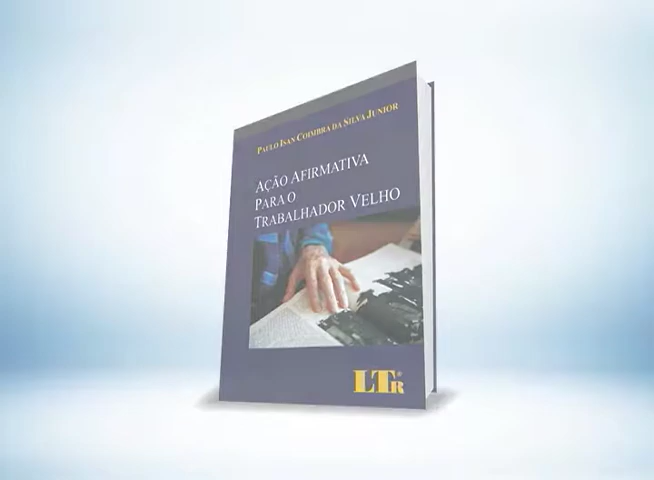 PAULO ISAN COIMBRA DA SILVA JUNIOR
AÇÃO AFIRMATIVA
PARA O
TRABALHADOR VELHO
LTR®